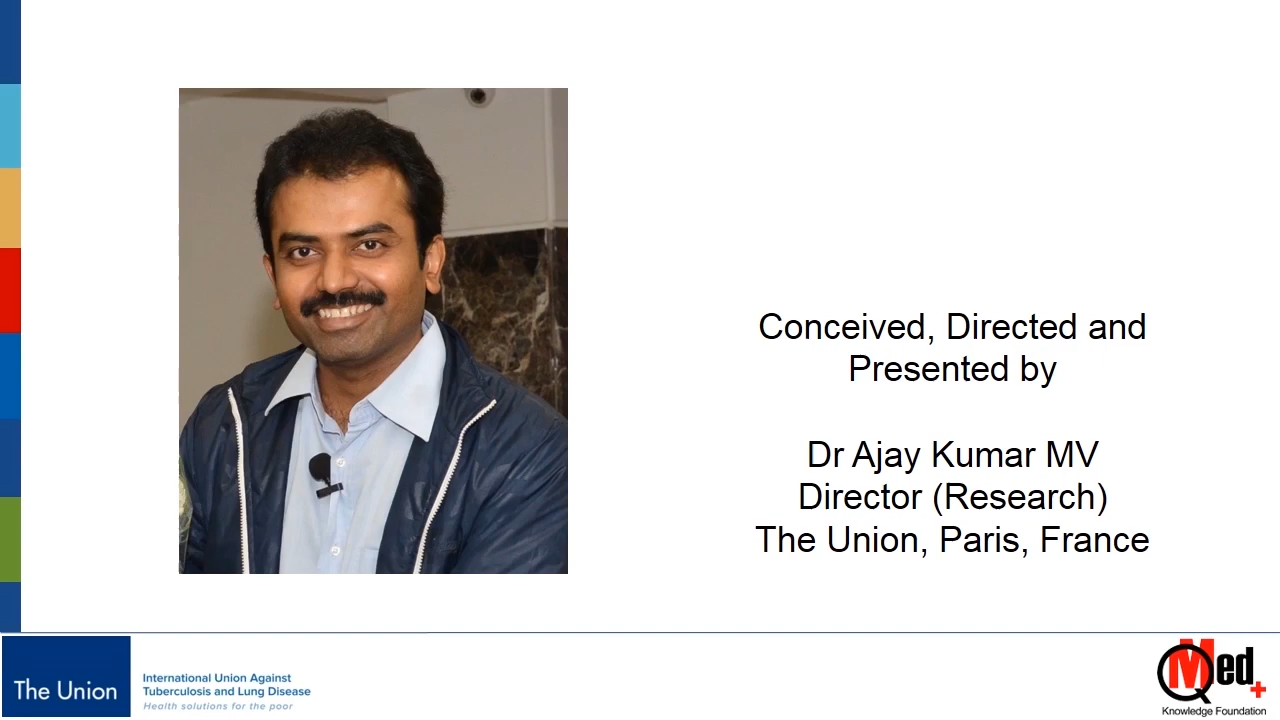 Conceived, Directed and
Presented by
Dr Ajay Kumar MV
Director (Research)
The Union, Paris, France
The Union
International Union Against
Tuberculosis and Lung Disease
Health solutions for the poor
QMed
Knowledge Foundation